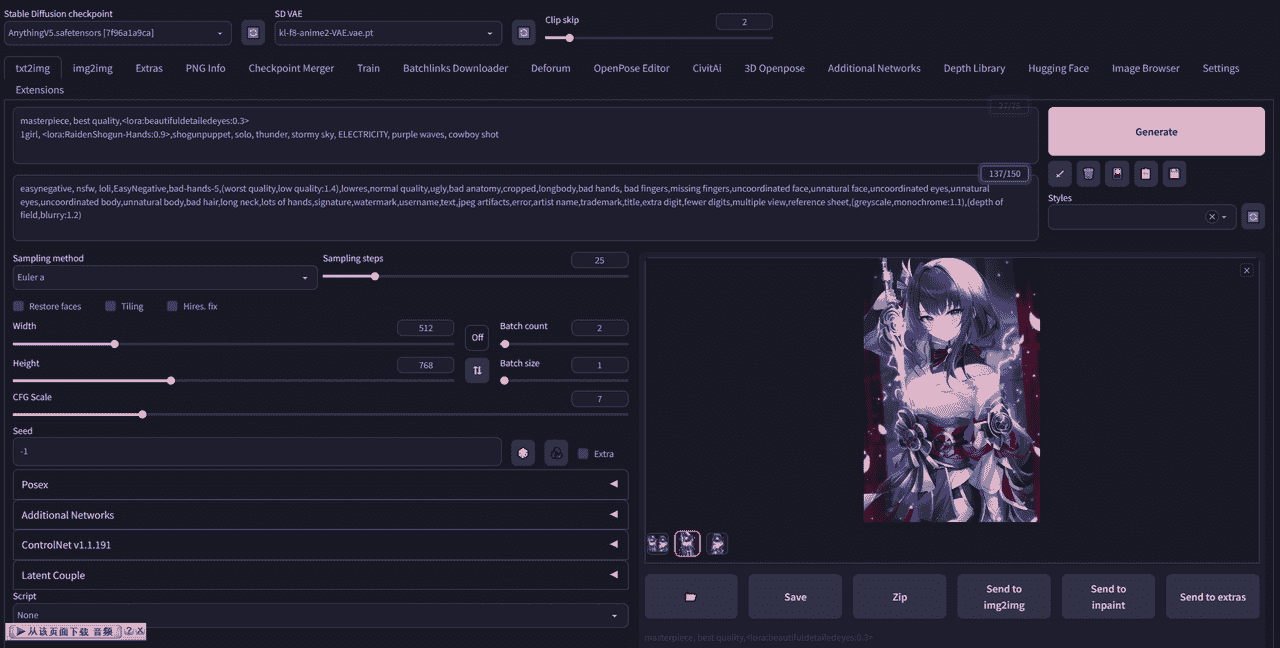 Stable Diffusion checkpoint
AnythingV5.safetensors [7f96a1a9ca]
SD VAE
kl-f8-anime2-VAE.vae.pt
Clip skip
2
txt2img img2img Extras PNG Info Checkpoint Merger Train Batchlinks Downloader Deforum OpenPose Editor CivitAi 3D Openpose Additional Networks Depth Library Hugging Face Image Browser Settings
Extensions
27/75
masterpiece, best quality,<lora:beautifuldetailedeyes:0.3>
1girl, <lora:RaidenShogun-Hands:0.9>,shogunpuppet, solo, thunder, stormy sky, ELECTRICITY, purple waves, cowboy shot
Generate
137/150
easynegative, nsfw, loli,EasyNegative,bad-hands-5,(worst quality,low quality:1.4),lowres,normal quality,ugly,bad anatomy,cropped,longbody,bad hands, bad fingers,missing fingers,uncoordinated face,unnatural face,uncoordinated eyes,unnatural
eyes,uncoordinated body,unnatural body,bad hair,long neck,lots of hands,signature,watermark,username,text,jpeg artifacts,error,artist name,trademark,title,extra digit,fewer digits,multiple view,reference sheet,(greyscale,monochrome:1.1),(depth of
field,blurry:1.2)
Styles
Sampling method
Euler a
Sampling steps
25
Restore faces Tiling Hires. fix
Width
512
Off
Batch count
2
Height
768
Batch size
1
CFG Scale
7
Seed
-1
Extra
Posex
Additional Networks
ControlNet v1.1.191
Latent Couple
Script
None
从该页面下载 音频 ? X
Save
Zip
Send to
img2img
Send to
inpaint
Send to extras
masterpiece, best quality,<lora:beautifuldetailedeyes:0.3>